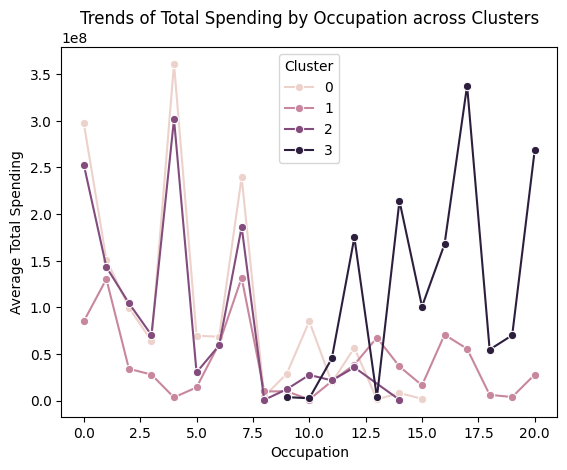 Trends of Total Spending by Occupation across Clusters
1e8
3.5
3.0
2.5
2.0
1.5
1.0
0.5
0.0
Average Total Spending
Cluster
0
1
2
3
0.0 2.5 5.0 7.5 10.0 12.5 15.0 17.5 20.0
Occupation